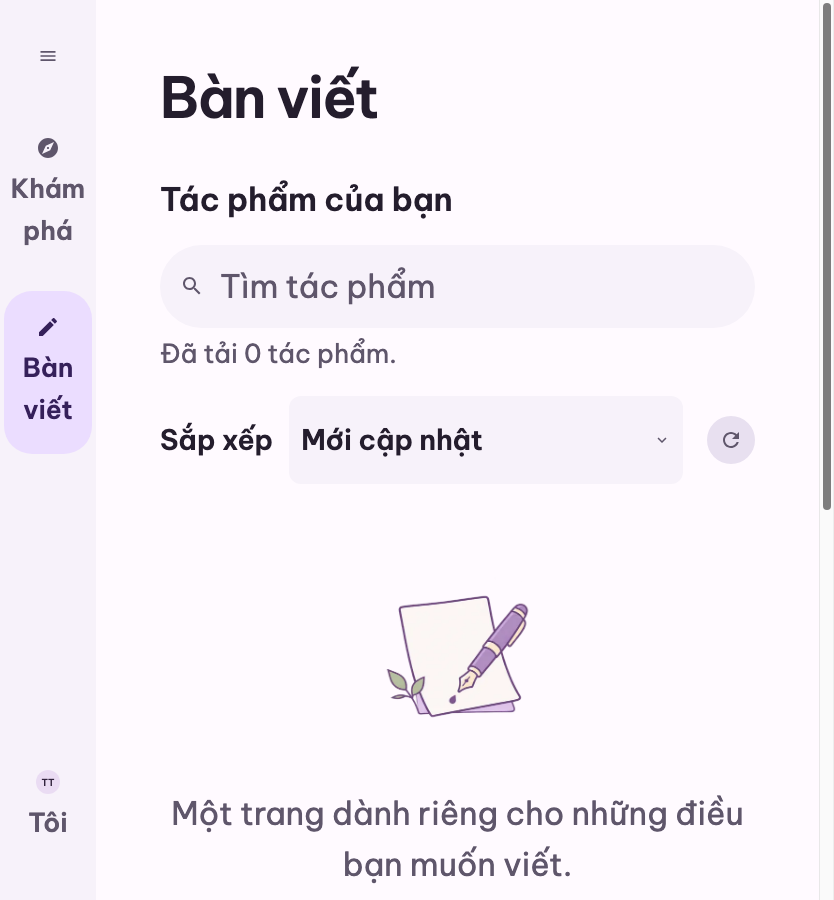 Khám
phá
Bàn
viết
TT
Tôi
Bàn viết
Tác phẩm của bạn
Tìm tác phẩm
Đã tải 0 tác phẩm.
Sắp xếp
Mới cập nhật
Một trang dành riêng cho những điều
bạn muốn viết.